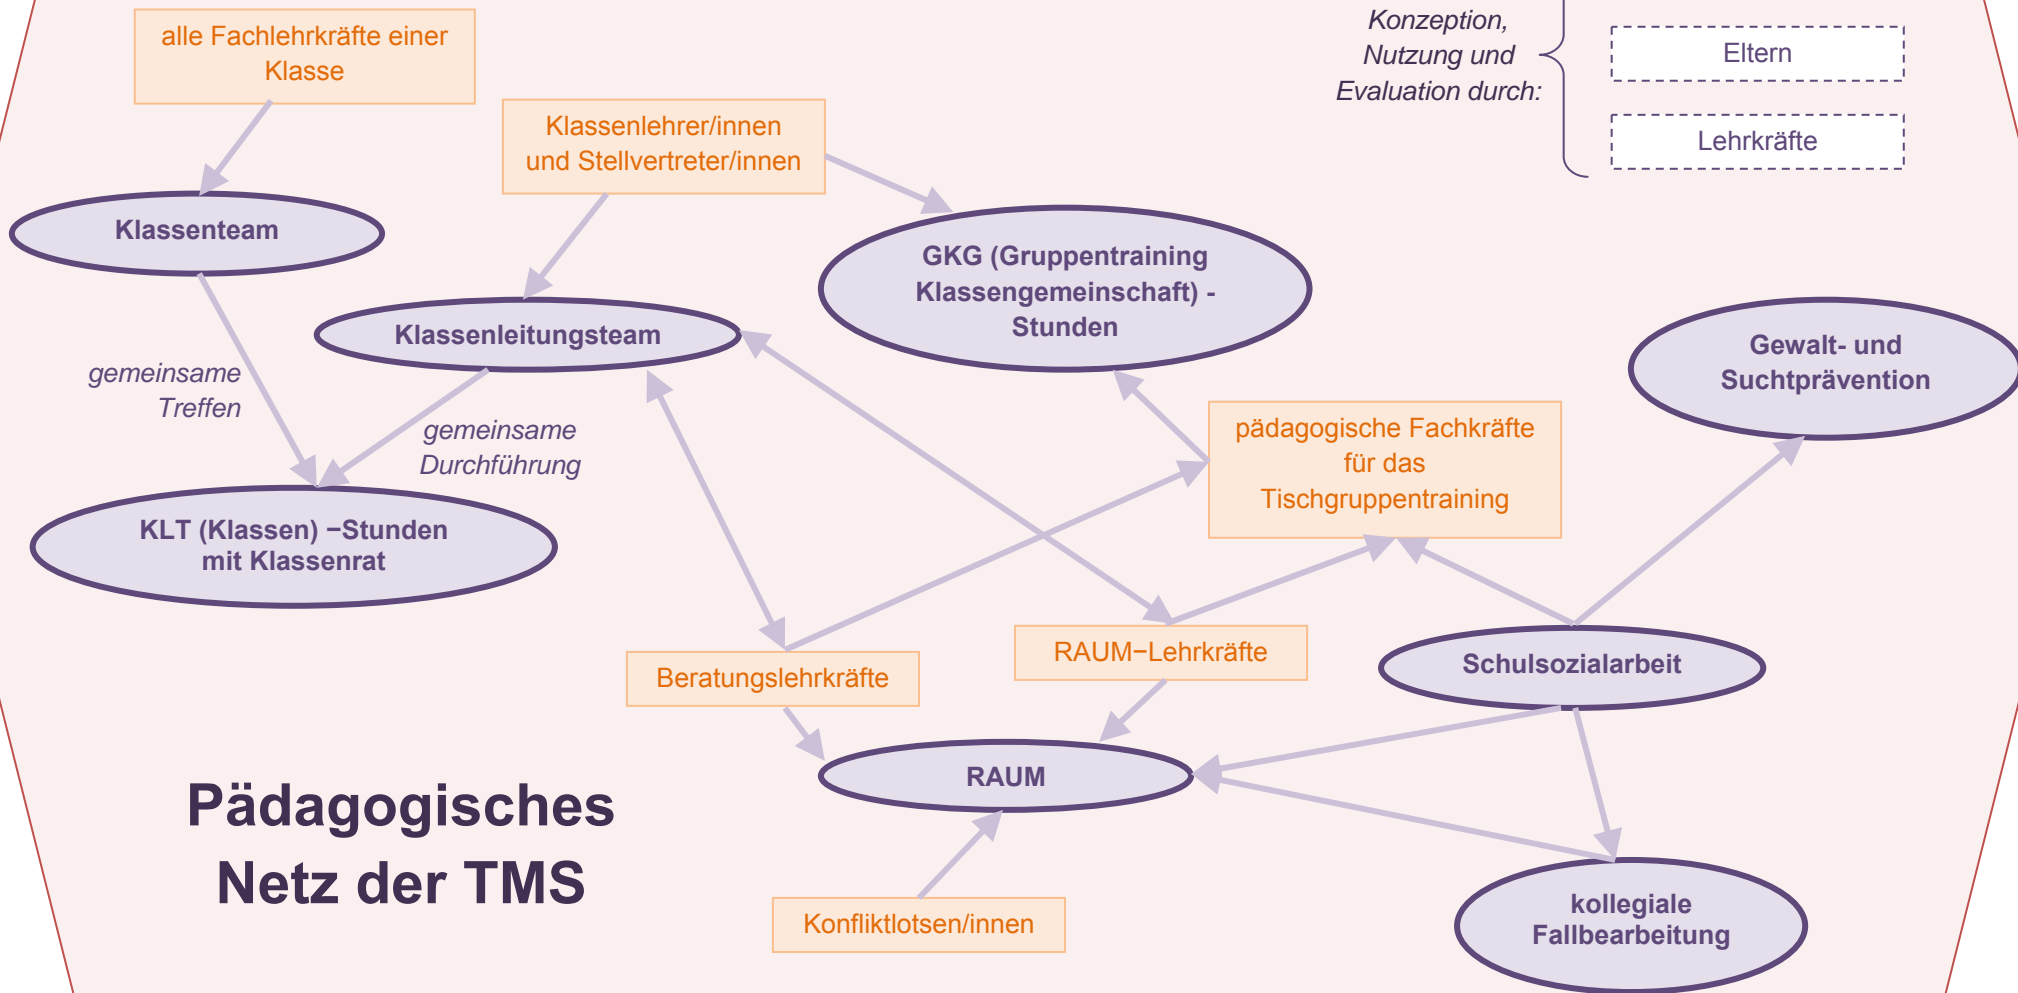 alle Fachlehrkräfte einer
Klasse
Konzeption,
Nutzung und
Evaluation durch:
Eltern
Lehrkräfte
Klassenlehrer/innen
und Stellvertreter/innen
Klassenteam
GKG (Gruppentraining
Klassengemeinschaft) -
Stunden
Klassenleitungsteam
Gewalt- und
Suchtprävention
gemeinsame
Treffen
gemeinsame
Durchführung
pädagogische Fachkräfte
für das
Tischgruppentraining
KLT (Klassen) −Stunden
mit Klassenrat
Beratungslehrkräfte
RAUM−Lehrkräfte
Schulsozialarbeit
RAUM
Pädagogisches
Netz der TMS
Konfliktlotsen/innen
kollegiale
Fallbearbeitung